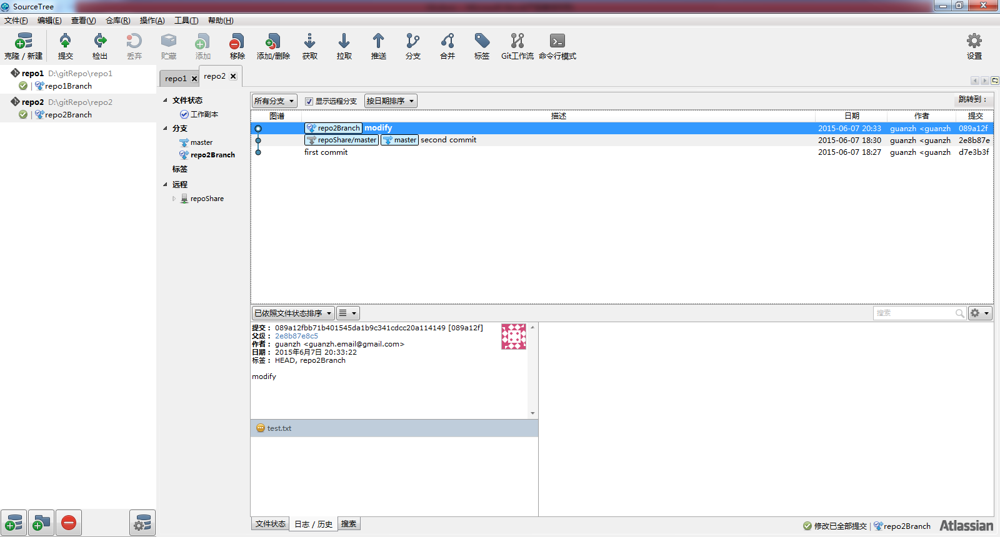 SourceTree
文件(F) 编辑(E) 查看(V) 仓库(R) 操作(A) 工具(T) 帮助(H)
克隆 / 新建 提交 检出 丢弃 贮藏 添加 移除 添加/删除 获取 拉取 推送 分支 合并 标签 Git工作流 命令行模式 设置
repo1 D:\gitRepo\repo1
repo1Branch
repo2 D:\gitRepo\repo2
repo2Branch
repo1 repo2
文件状态
工作副本
分支
master
repo2Branch
标签
远程
repoShare
所有分支 显示远程分支 按日期排序 跳转到：
图谱 描述 日期 作者 提交
repo2Branch modify 2015-06-07 20:33 guanzh <guanzh 089a12f
repoShare/master master second commit 2015-06-07 18:30 guanzh <guanzh 2e8b87e
first commit 2015-06-07 18:27 guanzh <guanzh d7e3b3f
已依照文件状态排序 搜索
提交： 089a12fbb71b401545da1b9c341cdcc20a114149 [089a12f]
父级： 2e8b87e8c5
作者： guanzh <guanzh.email@gmail.com>
日期： 2015年6月7日 20:33:22
标签： HEAD, repo2Branch
modify
test.txt
文件状态 日志 / 历史 搜索
修改已全部提交 | repo2Branch Atlassian